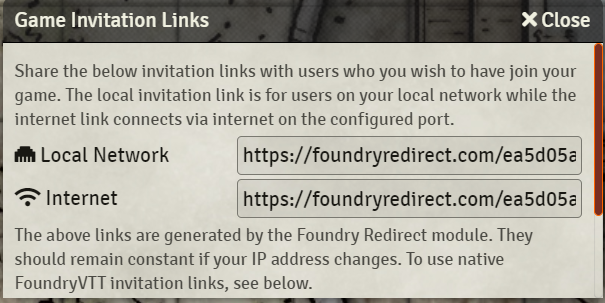 Game Invitation Links
Close
Share the below invitation links with users who you wish to have join your
game. The local invitation link is for users on your local network while the
internet link connects via internet on the configured port.
Local Network https://foundryredirect.com/ea5d05a
Internet https://foundryredirect.com/ea5d05a
The above links are generated by the Foundry Redirect module. They
should remain constant if your IP address changes. To use native
FoundryVTT invitation links, see below.